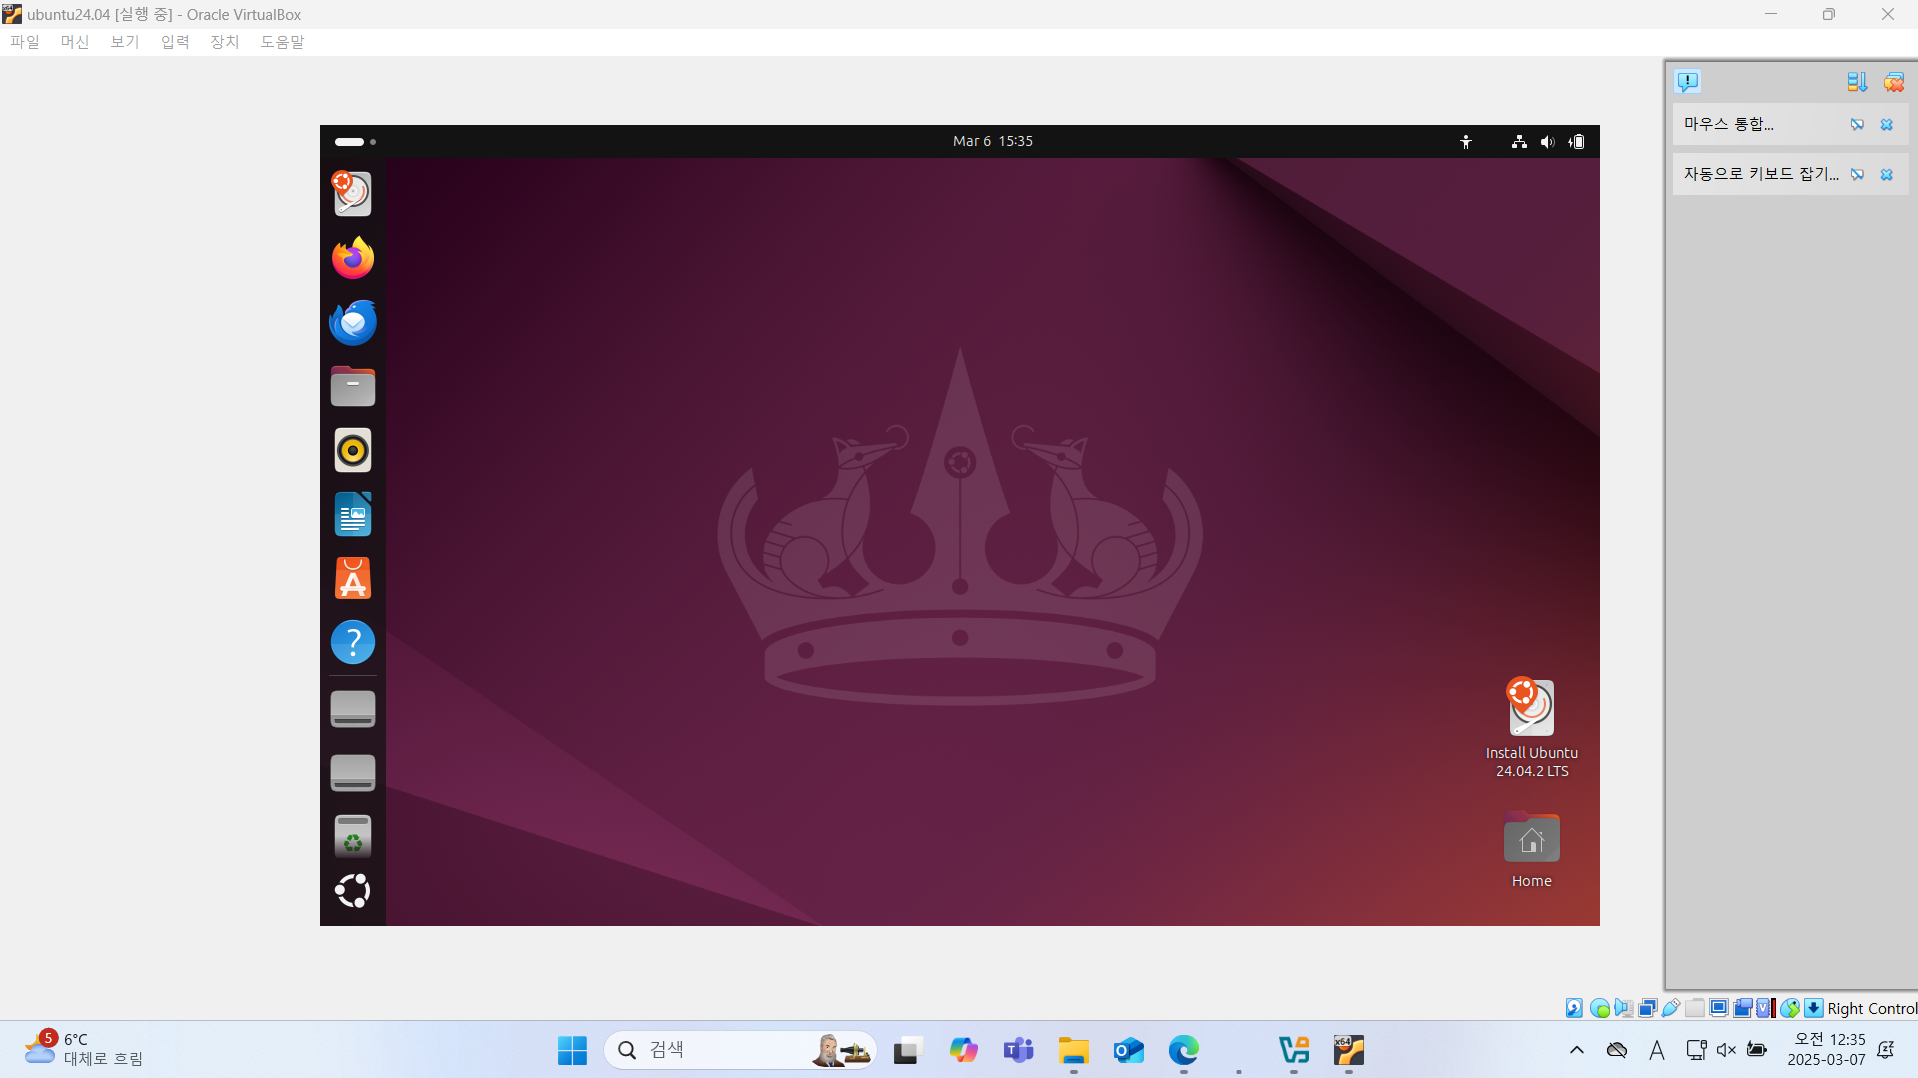 ubuntu24.04 [실행 중] - Oracle VirtualBox
파일 머신 보기 입력 장치 도움말
마우스 통합...
자동으로 키보드 잡기...
Mar 6 15:35
?
Install Ubuntu
24.04.2 LTS
Home
Right Control
5
6°C
대체로 흐림
검색
x64
A
오전 12:35
2025-03-07